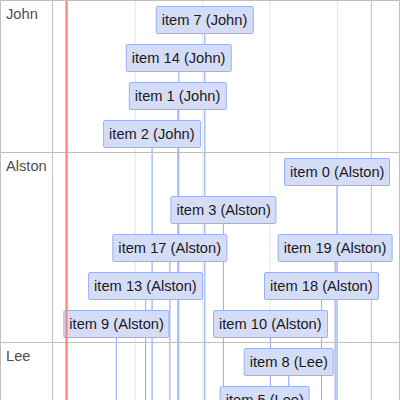 John
item 7 (John)
item 14 (John)
item 1 (John)
item 2 (John)
Alston
item 0 (Alston)
item 3 (Alston)
item 17 (Alston)
item 19 (Alston)
item 13 (Alston)
item 18 (Alston)
item 9 (Alston)
item 10 (Alston)
Lee
item 8 (Lee)
item 5 (Lee)